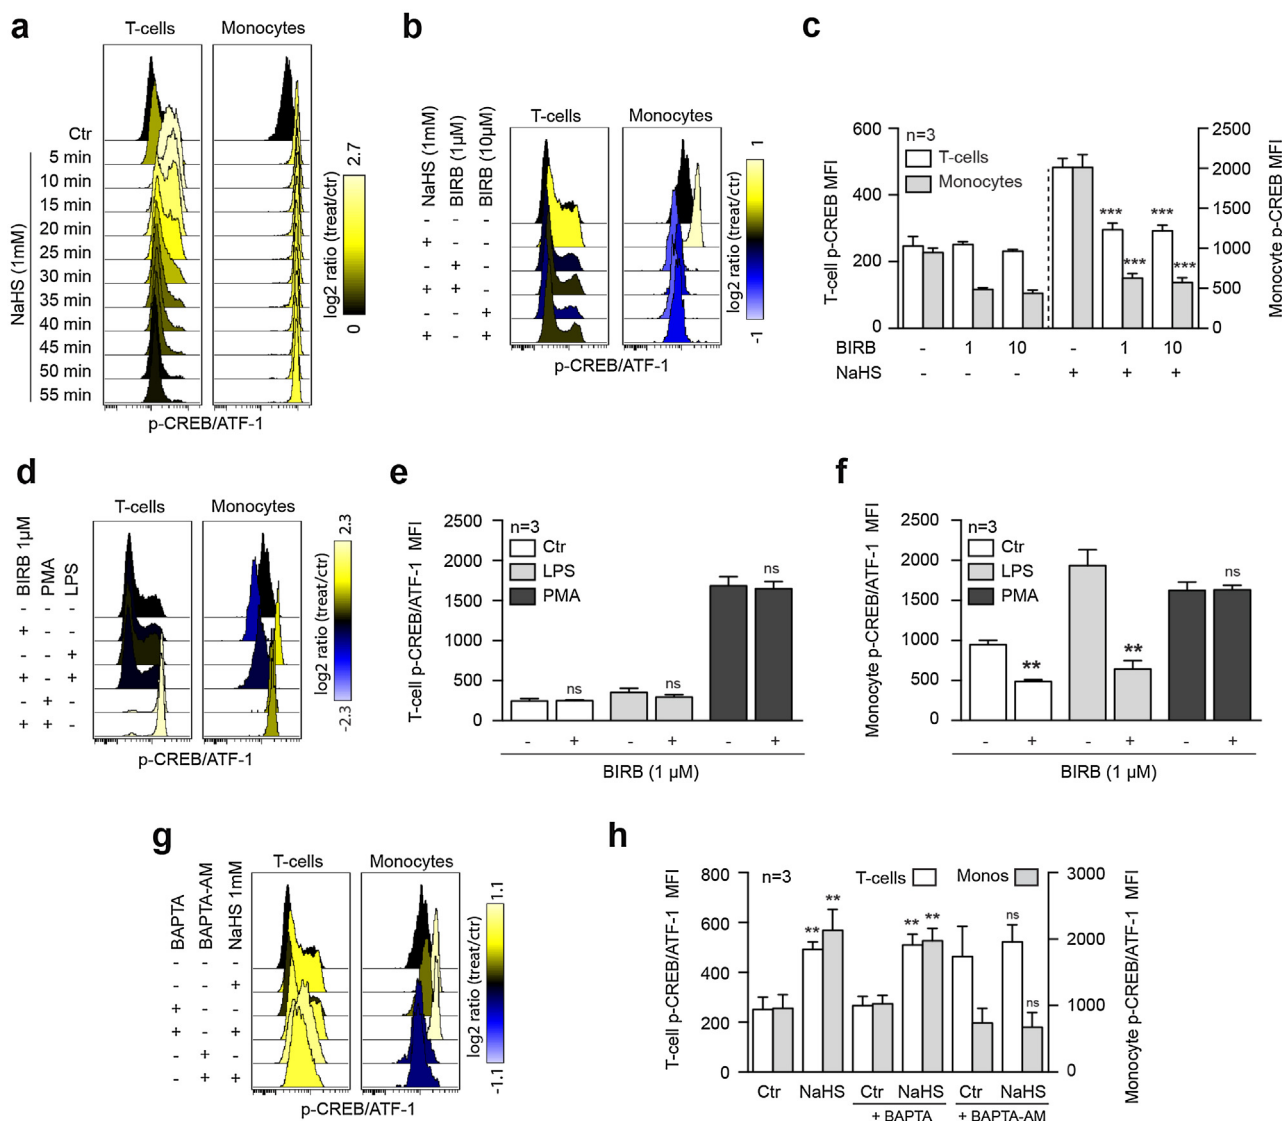 a
T-cells Monocytes
Ctr
5 min
10 min
15 min
20 min
25 min
30 min
35 min
40 min
45 min
50 min
55 min
NaHS (1mM)
p-CREB/ATF-1
2.7
log2 ratio (treat/ctr)
0
b
T-cells Monocytes
NaHS (1mM)
BIRB (1µM)
BIRB (10µM)
- - -
+ - -
- + -
+ + -
- - +
+ - +
p-CREB/ATF-1
1
log2 ratio (treat/ctr)
-1
c
n=3
T-cells
Monocytes
T-cell p-CREB MFI
600
400
200
0
Monocyte p-CREB MFI
2500
2000
1500
1000
500
0
*** ***
*** ***
BIRB - 1 10 - 1 10
NaHS - - - + + +
d
T-cells Monocytes
BIRB 1µM
PMA
LPS
- - -
+ - -
- - +
+ - +
- + -
+ + -
p-CREB/ATF-1
2.3
log2 ratio (treat/ctr)
-2.3
e
n=3
Ctr
LPS
PMA
T-cell p-CREB/ATF-1 MFI
2500
2000
1500
1000
500
0
ns ns ns
- + - + - +
BIRB (1 µM)
f
n=3
Ctr
LPS
PMA
Monocyte p-CREB/ATF-1 MFI
2500
2000
1500
1000
500
0
** ** ns
- + - + - +
BIRB (1 µM)
g
T-cells Monocytes
BAPTA
BAPTA-AM
NaHS 1mM
- - -
- - +
+ - -
+ - +
- + -
- + +
p-CREB/ATF-1
1.1
log2 ratio (treat/ctr)
-1.1
h
n=3 T-cells Monos
T-cell p-CREB/ATF-1 MFI
800
600
400
200
0
Monocyte p-CREB/ATF-1 MFI
3000
2000
1000
0
** ** ** ** ns ns
Ctr NaHS Ctr NaHS Ctr NaHS
+ BAPTA + BAPTA-AM